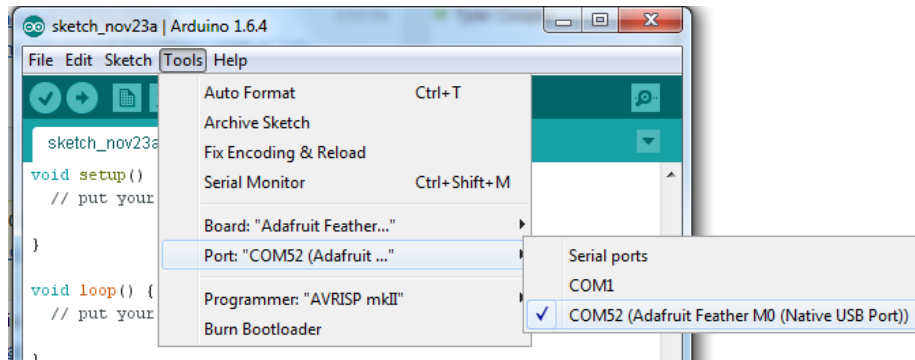 sketch_nov23a | Arduino 1.6.4
File Edit Sketch Tools Help
Auto Format Ctrl+T
Archive Sketch
sketch_nov23a
Fix Encoding & Reload
void setup()
Serial Monitor Ctrl+Shift+M
// put your
Board: "Adafruit Feather..."
}
Port: "COM52 (Adafruit ..."
Serial ports
COM1
void loop() {
Programmer: "AVRISP mkII"
// put your
COM52 (Adafruit Feather M0 (Native USB Port))
Burn Bootloader